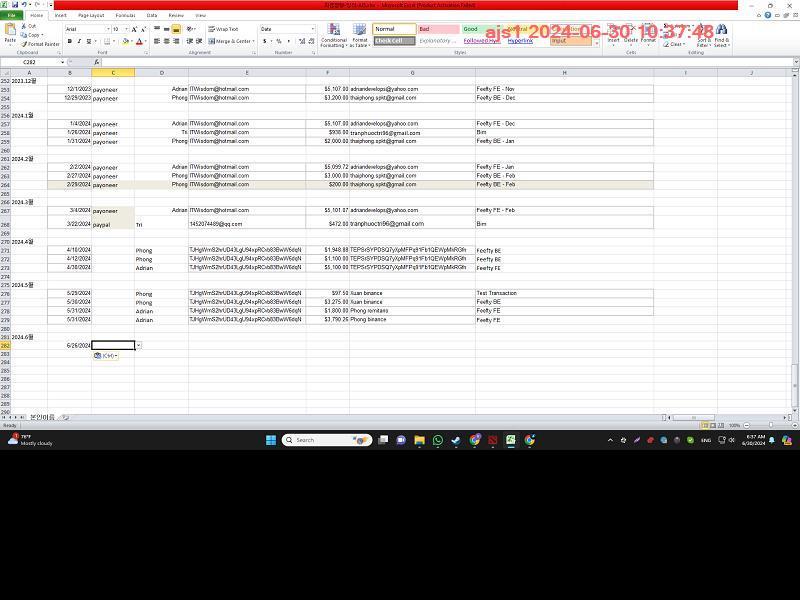 Microsoft Excel (Product Activation Failed)
ajs1 2024-06-30 10:37:48
File Home Insert Page Layout Formulas Data Review View
Cut
Copy
Format Painter
Paste
Clipboard
Arial 10
Font
Wrap Text
Merge & Center
Alignment
Date
Number
Conditional Formatting
Format as Table
Normal Bad Good Neutral
Check Cell Explanatory ... Followed Hyp... Hyperlink Input
Styles
Insert Delete Format
Cells
Clear
Sort & Filter Find & Select
Editing
C282 fx
A B C D E F G H I J
252 2023.12월
253 12/1/2023 payoneer Adrian ITWisdom@hotmail.com $5,107.00 adriandevelops@yahoo.com Feefty FE - Nov
254 12/29/2023 payoneer Phong ITWisdom@hotmail.com $3,200.00 thaiphong.spkt@gmail.com Feefty BE - Dec
255
256 2024.1월
257 1/4/2024 payoneer Adrian ITWisdom@hotmail.com $5,107.00 adriandevelops@yahoo.com Feefty FE - Dec
258 1/26/2024 payoneer Tri ITWisdom@hotmail.com $938.00 tranphuoctri96@gmail.com Bim
259 1/31/2024 payoneer Phong ITWisdom@hotmail.com $2,000.00 thaiphong.spkt@gmail.com Feefty BE - Jan
260
261 2024.2월
262 2/2/2024 payoneer Adrian ITWisdom@hotmail.com $5,099.72 adriandevelops@yahoo.com Feefty FE - Jan
263 2/27/2024 payoneer Phong ITWisdom@hotmail.com $3,000.00 thaiphong.spkt@gmail.com Feefty BE - Feb
264 2/29/2024 payoneer Phong ITWisdom@hotmail.com $200.00 thaiphong.spkt@gmail.com Feefty BE - Feb
265
266 2024.3월
267 3/4/2024 payoneer Adrian ITWisdom@hotmail.com $5,101.07 adriandevelops@yahoo.com Feefty FE - Feb
268 3/22/2024 paypal Tri 1452074489@qq.com $472.00 tranphuoctri96@gmail.com Bim
269
270 2024.4월
271 4/10/2024 Phong $1,948.88 Feefty BE
272 4/12/2024 Phong $1,100.00 Feefty BE
273 4/30/2024 Adrian $5,100.00 Feefty FE
274
275 2024.5월
276 5/29/2024 Phong $97.50 Xuan binance Test Transaction
277 5/30/2024 Phong $3,275.00 Xuan binance Feefty BE
278 5/31/2024 Adrian $1,800.00 Phong remitano Feefty FE
279 5/31/2024 Adrian $3,790.26 Phong binance Feefty FE
280
281 2024.6월
282 6/26/2024
283 (Ctrl)
284
285
286
287
288
289
290
본인이름
Ready 100%
76°F
Mostly cloudy
Search
ENG
6:37 AM
6/30/2024